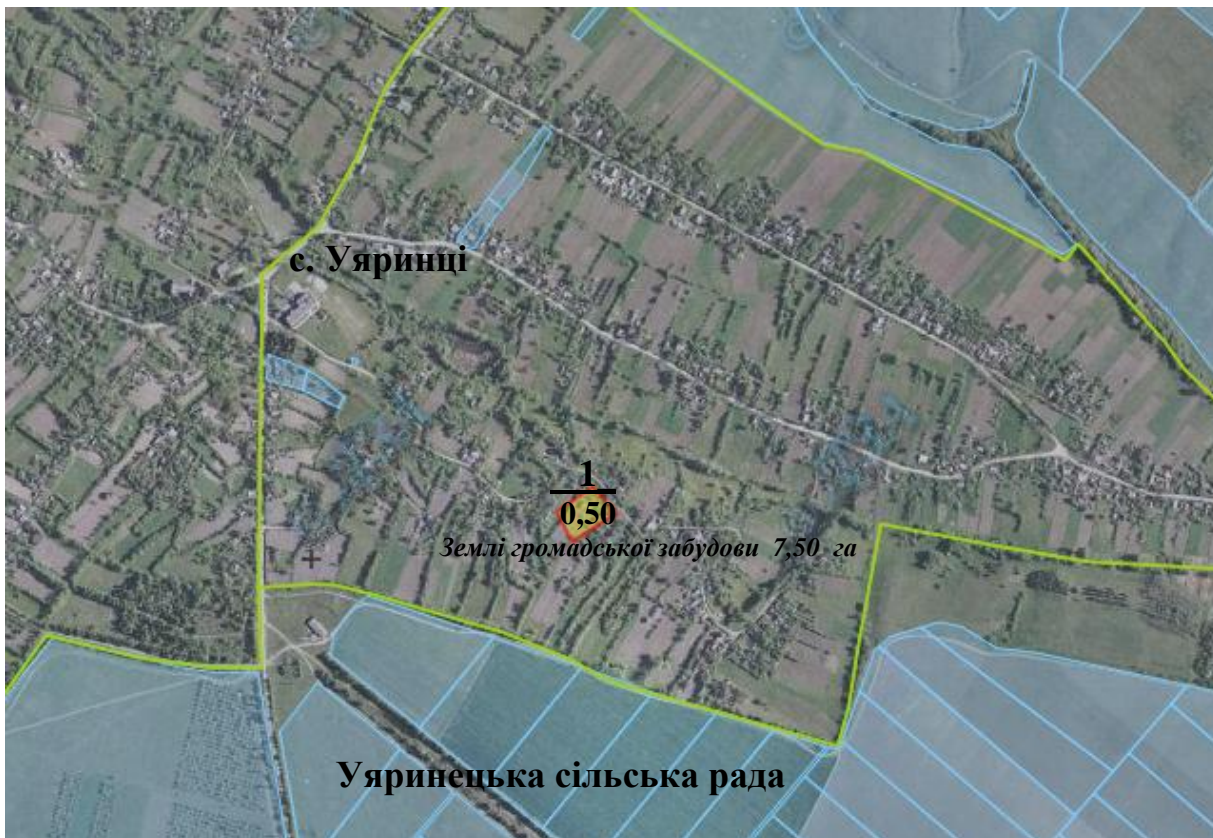 с. Уяринці
1
0,50
Землі громадської забудови 7,50 га
Уяринецька сільська рада